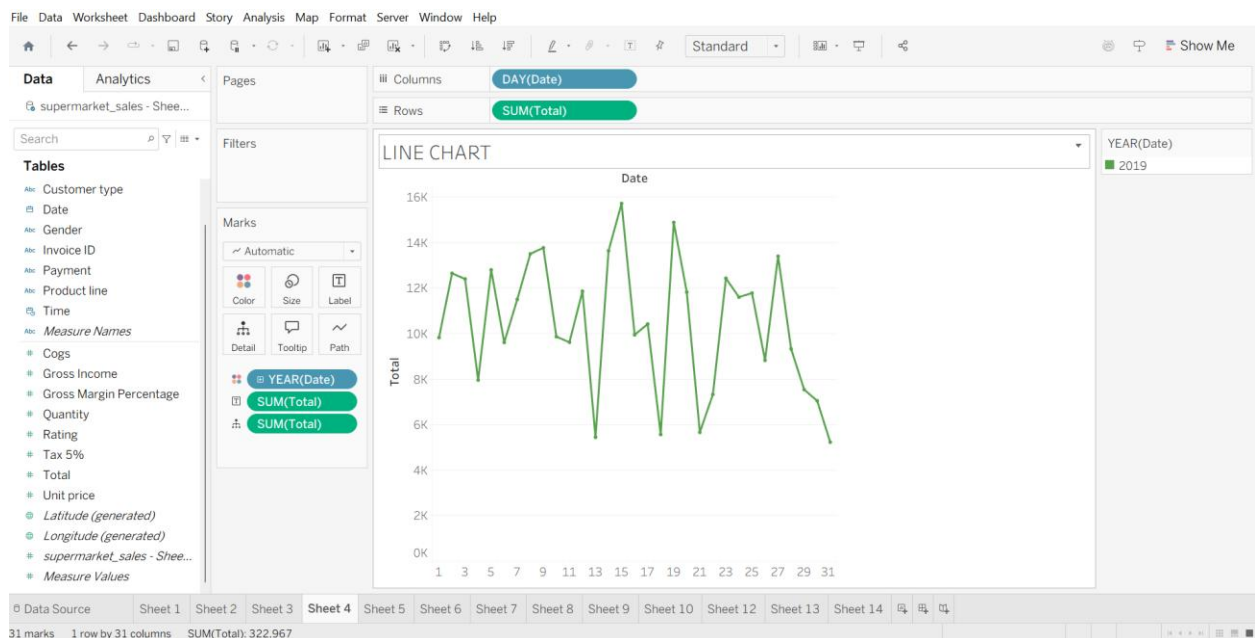 File Data Worksheet Dashboard Story Analysis Map Format Server Window Help
Standard
Show Me
Data Analytics
supermarket_sales - Shee...
Search
Tables
Abc Customer type
Date
Abc Gender
Abc Invoice ID
Abc Payment
Abc Product line
Time
Abc Measure Names
# Cogs
# Gross Income
# Gross Margin Percentage
# Quantity
# Rating
# Tax 5%
# Total
# Unit price
Latitude (generated)
Longitude (generated)
# supermarket_sales - Shee...
# Measure Values
Pages
Filters
Marks
Automatic
Color Size Label
Detail Tooltip Path
YEAR(Date)
SUM(Total)
SUM(Total)
Columns DAY(Date)
Rows SUM(Total)
LINE CHART
Date
Total
16K
14K
12K
10K
8K
6K
4K
2K
0K
1 3 5 7 9 11 13 15 17 19 21 23 25 27 29 31
YEAR(Date)
2019
Data Source Sheet 1 Sheet 2 Sheet 3 Sheet 4 Sheet 5 Sheet 6 Sheet 7 Sheet 8 Sheet 9 Sheet 10 Sheet 12 Sheet 13 Sheet 14
31 marks 1 row by 31 columns SUM(Total): 322.967